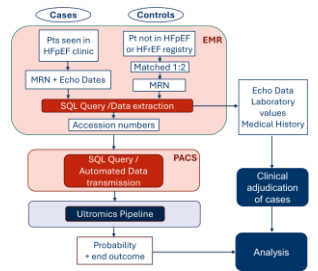 Cases
Controls
EMR
Pts seen in
HFpEF clinic
Pt not in HFpEF
or HFrEF registry
Matched 1:2
MRN + Echo Dates
MRN
SQL Query /Data extraction
Accession numbers
Echo Data
Laboratory
values
Medical History
PACS
SQL Query /
Automated Data
transmission
Clinical
adjudication
of cases
Ultromics Pipeline
Probability
+ end outcome
Analysis